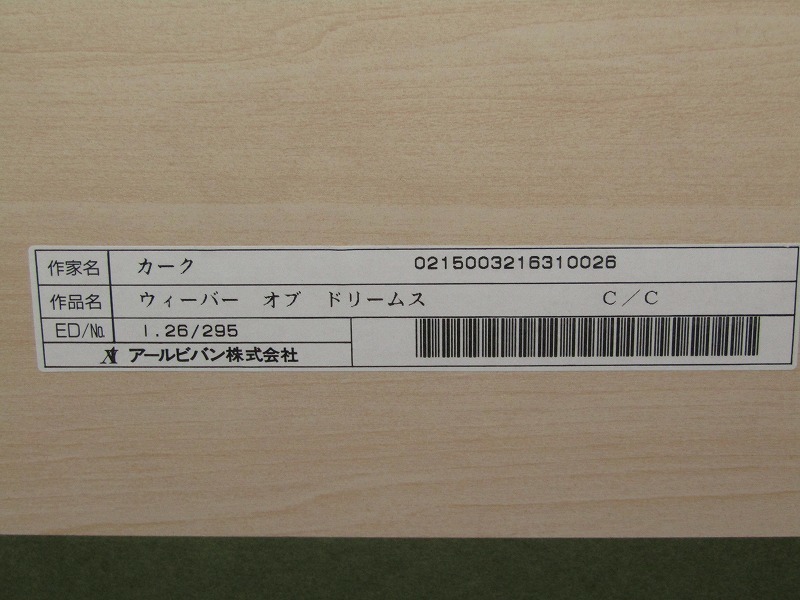 作家名 カーク 0215003216310026
作品名 ウィーバー オブ ドリームス C／C
ED/№ I.26/295
アールビバン株式会社